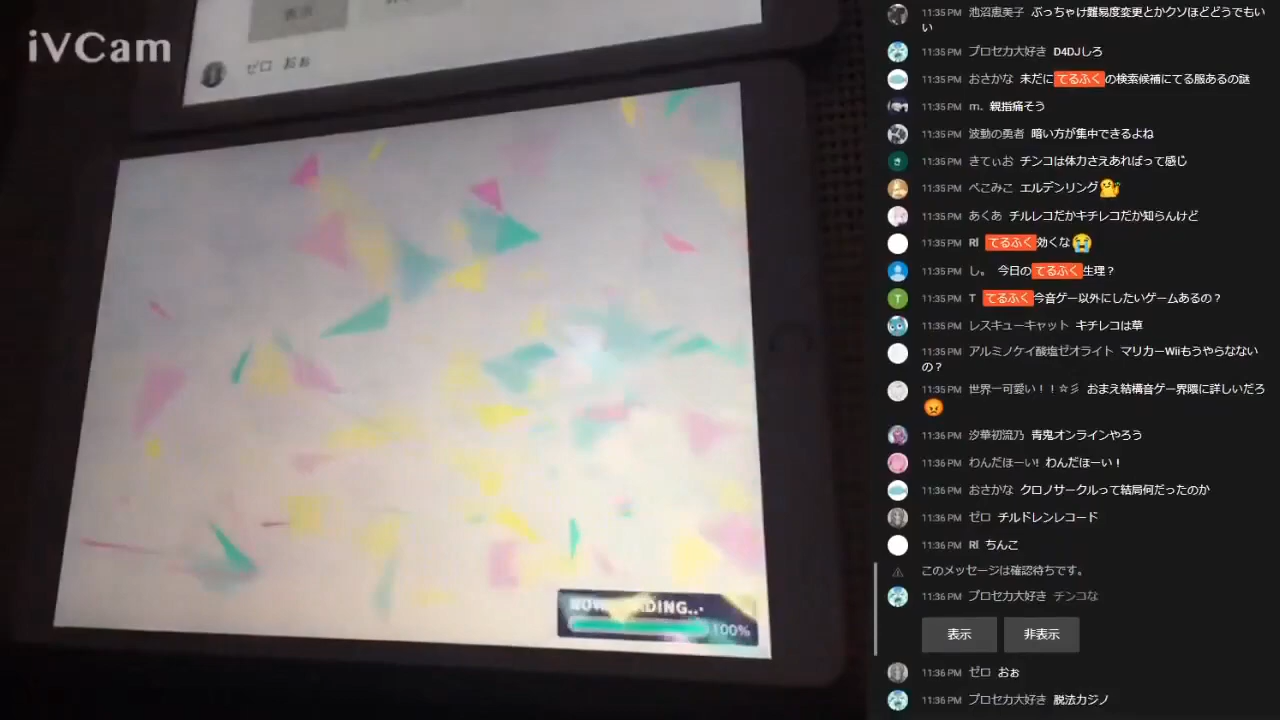 iVCam
表示
ゼロ おぉ
100%
11:35 PM 池沼恵美子 ぶっちゃけ難易度変更とかクソほどどうでもい
い
11:35 PM プロセカ大好き D4DJしろ
11:35 PM おさかな 未だにてるふくの検索候補にてる服あるの謎
11:35 PM m. 親指痛そう
11:35 PM 波動の勇者 暗い方が集中できるよね
11:35 PM きてぃお チンコは体力さえあればって感じ
11:35 PM ぺこみこ エルデンリング
11:35 PM あくあ チルレコだかキチレコだか知らんけど
11:35 PM Rl てるふく効くな
11:35 PM し。 今日のてるふく生理？
11:35 PM T てるふく今音ゲー以外にしたいゲームあるの？
11:35 PM レスキューキャット キチレコは草
11:35 PM アルミノケイ酸塩ゼオライト マリカーWiiもうやらなない
の？
11:35 PM 世界一可愛い！！☆彡 おまえ結構音ゲー界隈に詳しいだろ
11:36 PM 汐華初流乃 青鬼オンラインやろう
11:36 PM わんだほーい! わんだほーい！
11:36 PM おさかな クロノサークルって結局何だったのか
11:36 PM ゼロ チルドレンレコード
11:36 PM Rl ちんこ
このメッセージは確認待ちです。
11:36 PM プロセカ大好き チンコな
表示 非表示
11:36 PM ゼロ おぉ
11:36 PM プロセカ大好き 脱法カジノ